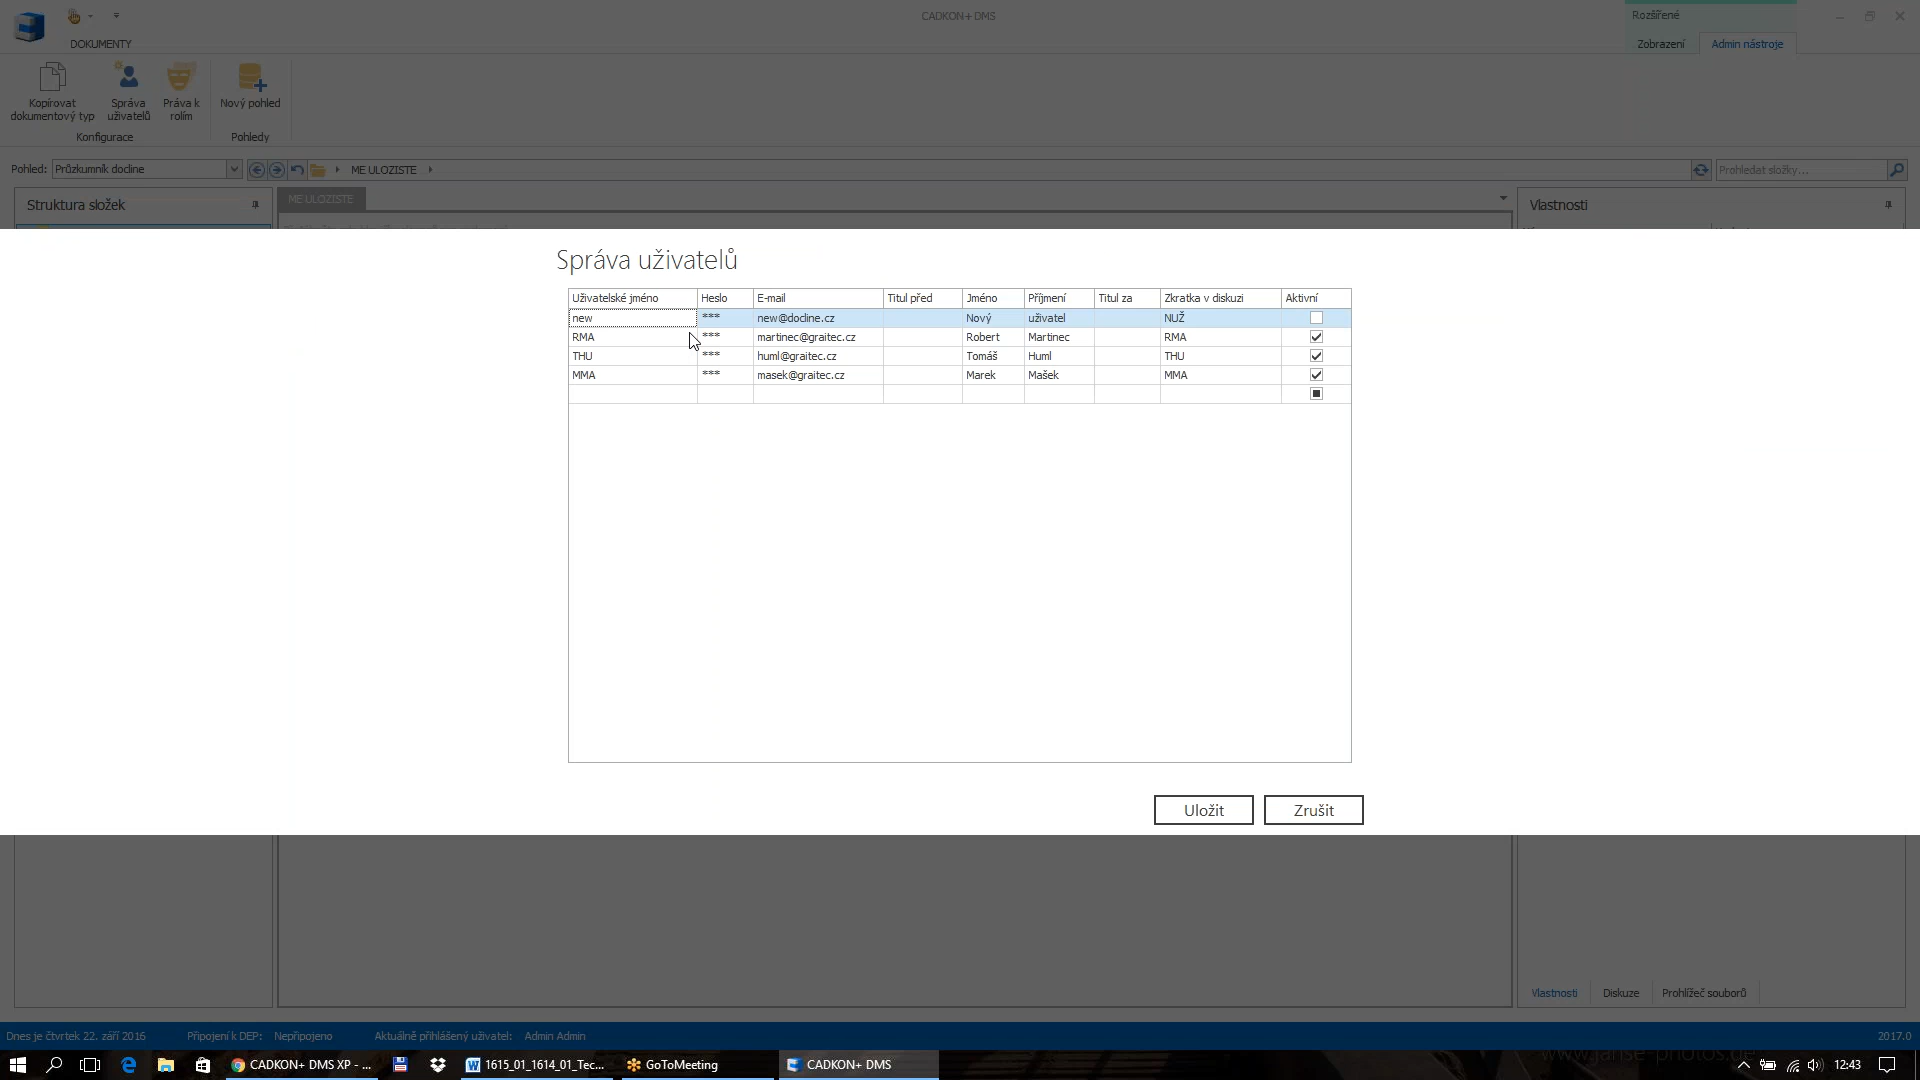 CADKON+ DMS
Rozšířené
DOKUMENTY
Zobrazení
Admin nástroje
Kopírovat dokumentový typ
Správa uživatelů
Práva k rolím
Nový pohled
Konfigurace
Pohledy
Pohled: Průzkumník docline
ME ULOZISTE
Prohledat složky...
Struktura složek
ME ULOZISTE
Vlastnosti
Správa uživatelů
Uživatelské jméno Heslo E-mail Titul před Jméno Příjmení Titul za Zkratka v diskuzi Aktivní
new *** new@docline.cz Nový uživatel NUŽ
RMA *** martinec@graitec.cz Robert Martinec RMA
THU *** huml@graitec.cz Tomáš Huml THU
MMA *** masek@graitec.cz Marek Mašek MMA
Uložit Zrušit
Vlastnosti Diskuze Prohlížeč souborů
Dnes je čtvrtek 22. září 2016 Připojení k DEP: Nepřipojeno Aktuálně přihlášený uživatel: Admin Admin 2017.0
www.janse-photos.de
CADKON+ DMS XP - ... 1615_01_1614_01_Tec... GoToMeeting CADKON+ DMS 12:43